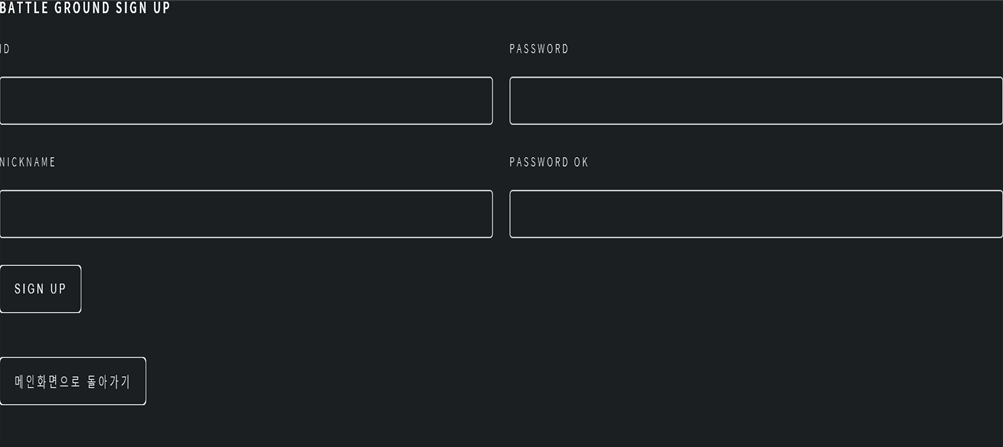 BATTLE GROUND SIGN UP
ID
PASSWORD
NICKNAME
PASSWORD OK
SIGN UP
메인화면으로 돌아가기